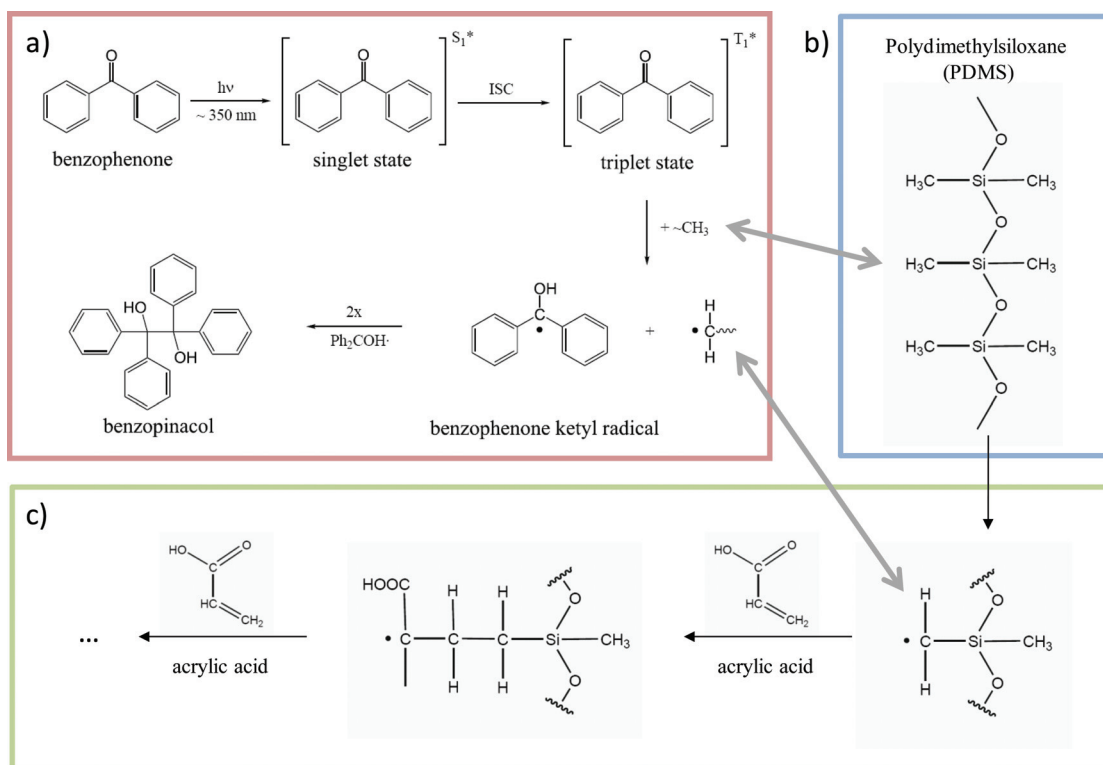 a)
O
hν
~ 350 nm
benzophenone
O
S₁*
singlet state
ISC
O
T₁*
triplet state
+ ~CH₃
OH
C
•
+
H
• C
H
benzophenone ketyl radical
2x
Ph₂COH·
HO
OH
benzopinacol
b)
Polydimethylsiloxane
(PDMS)
O
H₃C Si CH₃
O
H₃C Si CH₃
O
H₃C Si CH₃
O
c)
HO O
C
HC
CH₂
acrylic acid
...
HOOC H H O
• C C C Si CH₃
H H O
HO O
C
HC
CH₂
acrylic acid
H O
• C Si CH₃
H O